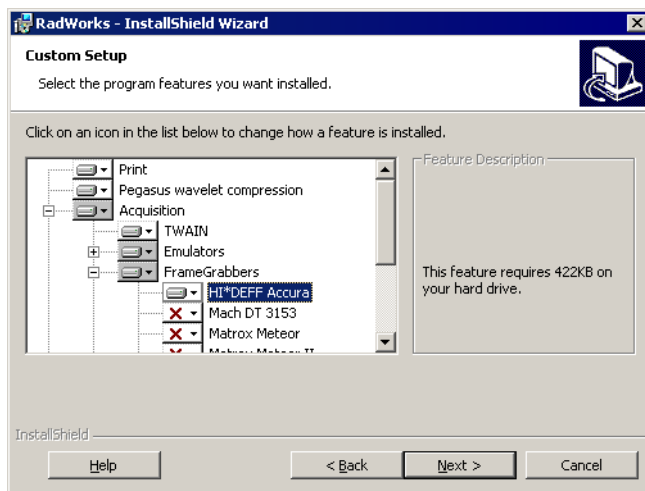 RadWorks - InstallShield Wizard
Custom Setup
Select the program features you want installed.
Click on an icon in the list below to change how a feature is installed.
Print
Pegasus wavelet compression
Acquisition
TWAIN
Emulators
FrameGrabbers
HI*DEFF Accura
Mach DT 3153
Matrox Meteor
Matrox Meteor II
Feature Description
This feature requires 422KB on
your hard drive.
InstallShield
Help
< Back
Next >
Cancel